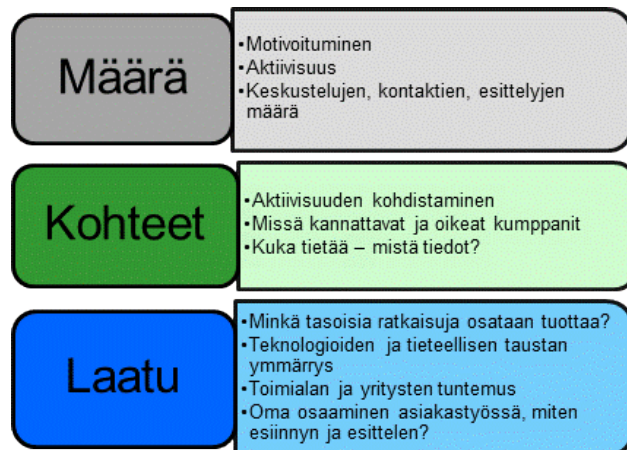 Määrä
•Motivoituminen
•Aktiivisuus
•Keskustelujen, kontaktien, esittelyjen
määrä
Kohteet
•Aktiivisuuden kohdistaminen
•Missä kannattavat ja oikeat kumppanit
•Kuka tietää – mistä tiedot?
Laatu
•Minkä tasoisia ratkaisuja osataan tuottaa?
•Teknologioiden ja tieteellisen taustan
ymmärrys
•Toimialan ja yritysten tuntemus
•Oma osaaminen asiakastyössä, miten
esiinnyn ja esittelen?